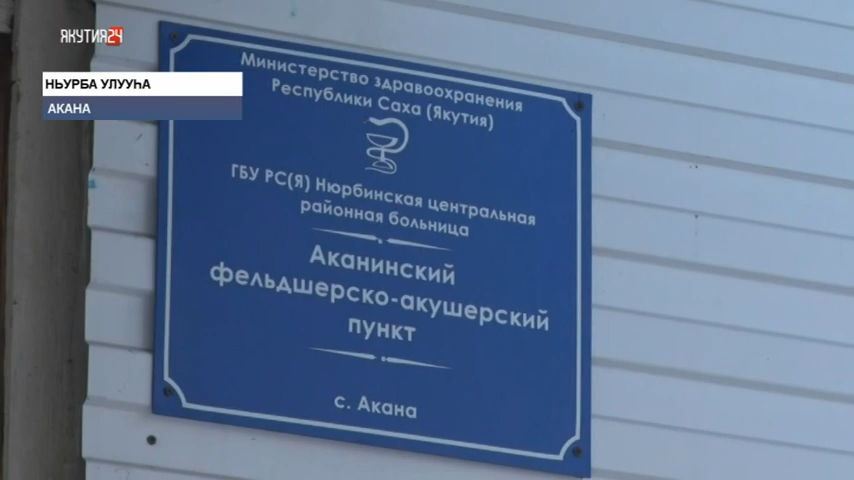 ЯКУТИЯ24
НЬУРБА УЛУУҺА
АКАНА
Министерство здравоохранения
Республики Саха (Якутия)
ГБУ РС(Я) Нюрбинская центральная
районная больница
Аканинский
фельдшерско-акушерский
пункт
с. Акана